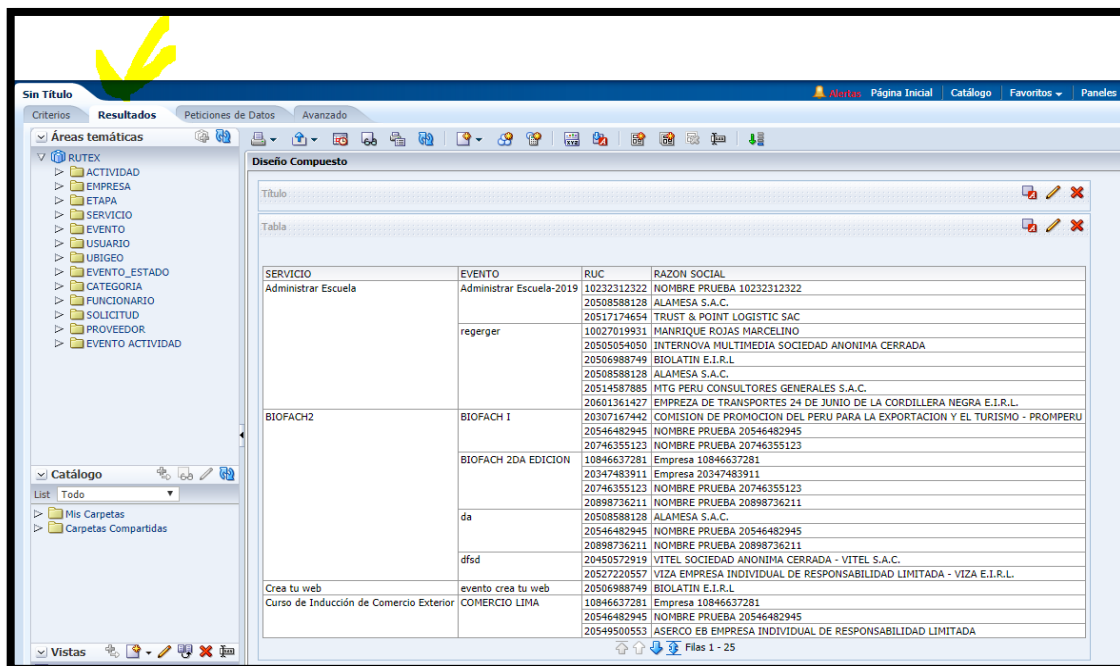 Sin Título
Alertas Página Inicial Catálogo Favoritos Paneles
Criterios Resultados Peticiones de Datos Avanzado
Áreas temáticas
RUTEX
ACTIVIDAD
EMPRESA
ETAPA
SERVICIO
EVENTO
USUARIO
UBIGEO
EVENTO_ESTADO
CATEGORIA
FUNCIONARIO
SOLICITUD
PROVEEDOR
EVENTO ACTIVIDAD
Catálogo
List Todo
Mis Carpetas
Carpetas Compartidas
Vistas
Diseño Compuesto
Título
Tabla
SERVICIO EVENTO RUC RAZON SOCIAL
Administrar Escuela Administrar Escuela-2019 10232312322 NOMBRE PRUEBA 10232312322
20508588128 ALAMESA S.A.C.
20517174654 TRUST & POINT LOGISTIC SAC
regerger 10027019931 MANRIQUE ROJAS MARCELINO
20505054050 INTERNOVA MULTIMEDIA SOCIEDAD ANONIMA CERRADA
20506988749 BIOLATIN E.I.R.L
20508588128 ALAMESA S.A.C.
20514587885 MTG PERU CONSULTORES GENERALES S.A.C.
20601361427 EMPREZA DE TRANSPORTES 24 DE JUNIO DE LA CORDILLERA NEGRA E.I.R.L.
BIOFACH2 BIOFACH I 20307167442 COMISION DE PROMOCION DEL PERU PARA LA EXPORTACION Y EL TURISMO - PROMPERU
20546482945 NOMBRE PRUEBA 20546482945
20746355123 NOMBRE PRUEBA 20746355123
BIOFACH 2DA EDICION 10846637281 Empresa 10846637281
20347483911 Empresa 20347483911
20746355123 NOMBRE PRUEBA 20746355123
20898736211 NOMBRE PRUEBA 20898736211
da 20508588128 ALAMESA S.A.C.
20546482945 NOMBRE PRUEBA 20546482945
20898736211 NOMBRE PRUEBA 20898736211
dfsd 20450572919 VITEL SOCIEDAD ANONIMA CERRADA - VITEL S.A.C.
20527220557 VIZA EMPRESA INDIVIDUAL DE RESPONSABILIDAD LIMITADA - VIZA E.I.R.L.
Crea tu web evento crea tu web 20506988749 BIOLATIN E.I.R.L
Curso de Inducción de Comercio Exterior COMERCIO LIMA 10846637281 Empresa 10846637281
20546482945 NOMBRE PRUEBA 20546482945
20549500553 ASERCO EB EMPRESA INDIVIDUAL DE RESPONSABILIDAD LIMITADA
Filas 1 - 25